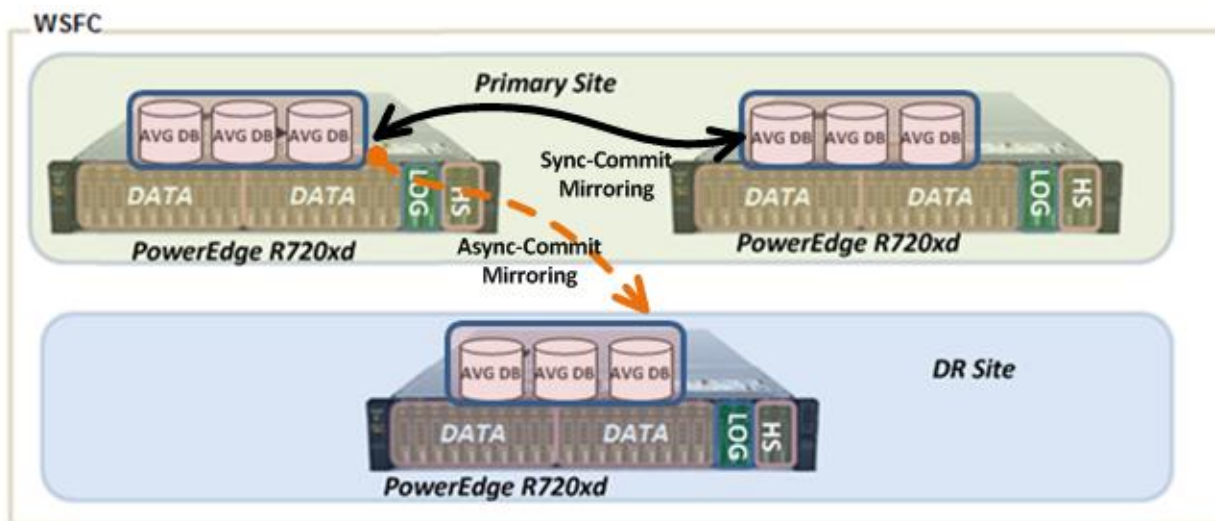 WSFC
Primary Site
AVG DB AVG DB AVG DB
AVG DB AVG DB AVG DB
Sync-Commit
Mirroring
DATA DATA LOG HS
DATA DATA LOG HS
PowerEdge R720xd
PowerEdge R720xd
Async-Commit
Mirroring
DR Site
AVG DB AVG DB AVG DB
DATA DATA LOG HS
PowerEdge R720xd